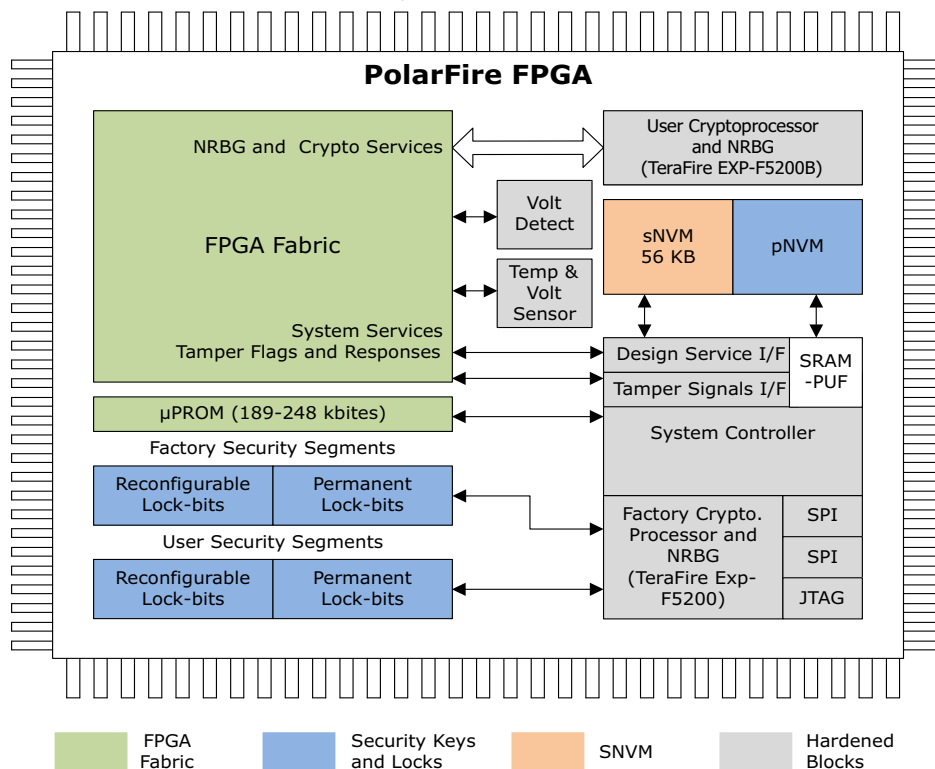 PolarFire FPGA
NRBG and Crypto Services
FPGA Fabric
System Services
Tamper Flags and Responses
Volt
Detect
Temp &
Volt
Sensor
User Cryptoprocessor
and NRBG
(TeraFire EXP-F5200B)
sNVM
56 KB
pNVM
Design Service I/F
Tamper Signals I/F
SRAM
-PUF
System Controller
µPROM (189-248 kbites)
Factory Security Segments
Reconfigurable
Lock-bits
Permanent
Lock-bits
User Security Segments
Reconfigurable
Lock-bits
Permanent
Lock-bits
Factory Crypto.
Processor and
NRBG
(TeraFire Exp-
F5200)
SPI
SPI
JTAG
FPGA
Fabric
Security Keys
and Locks
SNVM
Hardened
Blocks